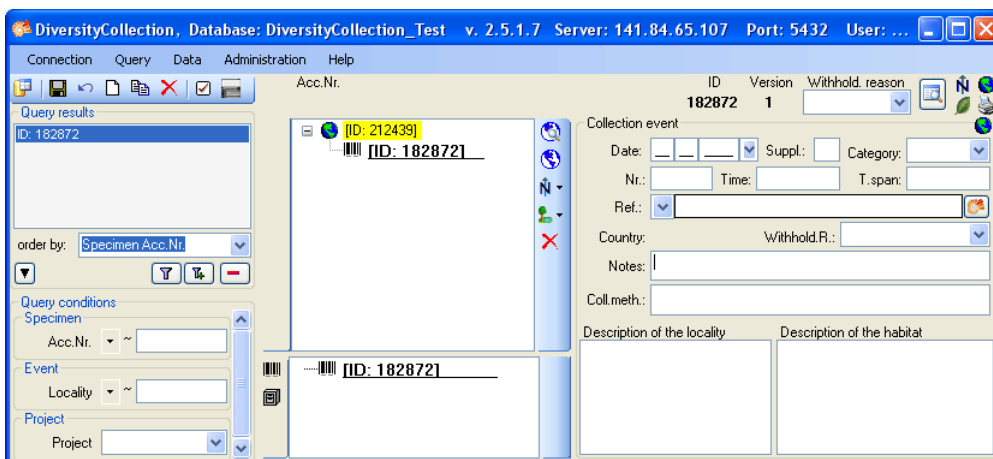 DiversityCollection, Database: DiversityCollection_Test v. 2.5.1.7 Server: 141.84.65.107 Port: 5432 User: ...
Connection Query Data Administration Help
Acc.Nr.
ID Version Withhold. reason
182872 1
Query results
ID: 182872
order by: Specimen Acc.Nr.
Query conditions
Specimen
Acc.Nr. ~
Event
Locality ~
Project
Project
[ID: 212439]
[ID: 182872]
[ID: 182872]
Collection event
Date: __ __ ____ Suppl.: Category:
Nr.: Time: T.span:
Ref.:
Country: Withhold.R.:
Notes:
Coll.meth.:
Description of the locality Description of the habitat